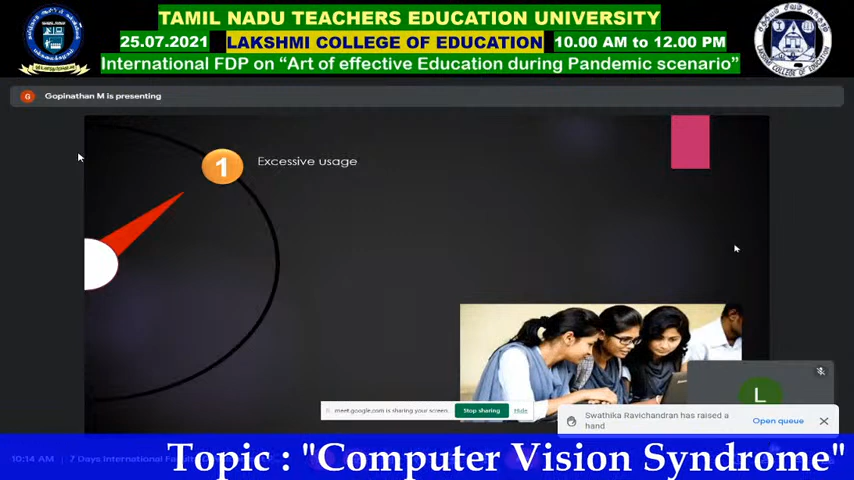 TAMIL NADU TEACHERS EDUCATION UNIVERSITY
25.07.2021 LAKSHMI COLLEGE OF EDUCATION 10.00 AM to 12.00 PM
International FDP on “Art of effective Education during Pandemic scenario”
G Gopinathan M is presenting
1 Excessive usage
L
meet.google.com is sharing your screen. Stop sharing Hide
Swathika Ravichandran has raised a
hand
Open queue
10:14 AM | 7 Days International
Topic : "Computer Vision Syndrome"